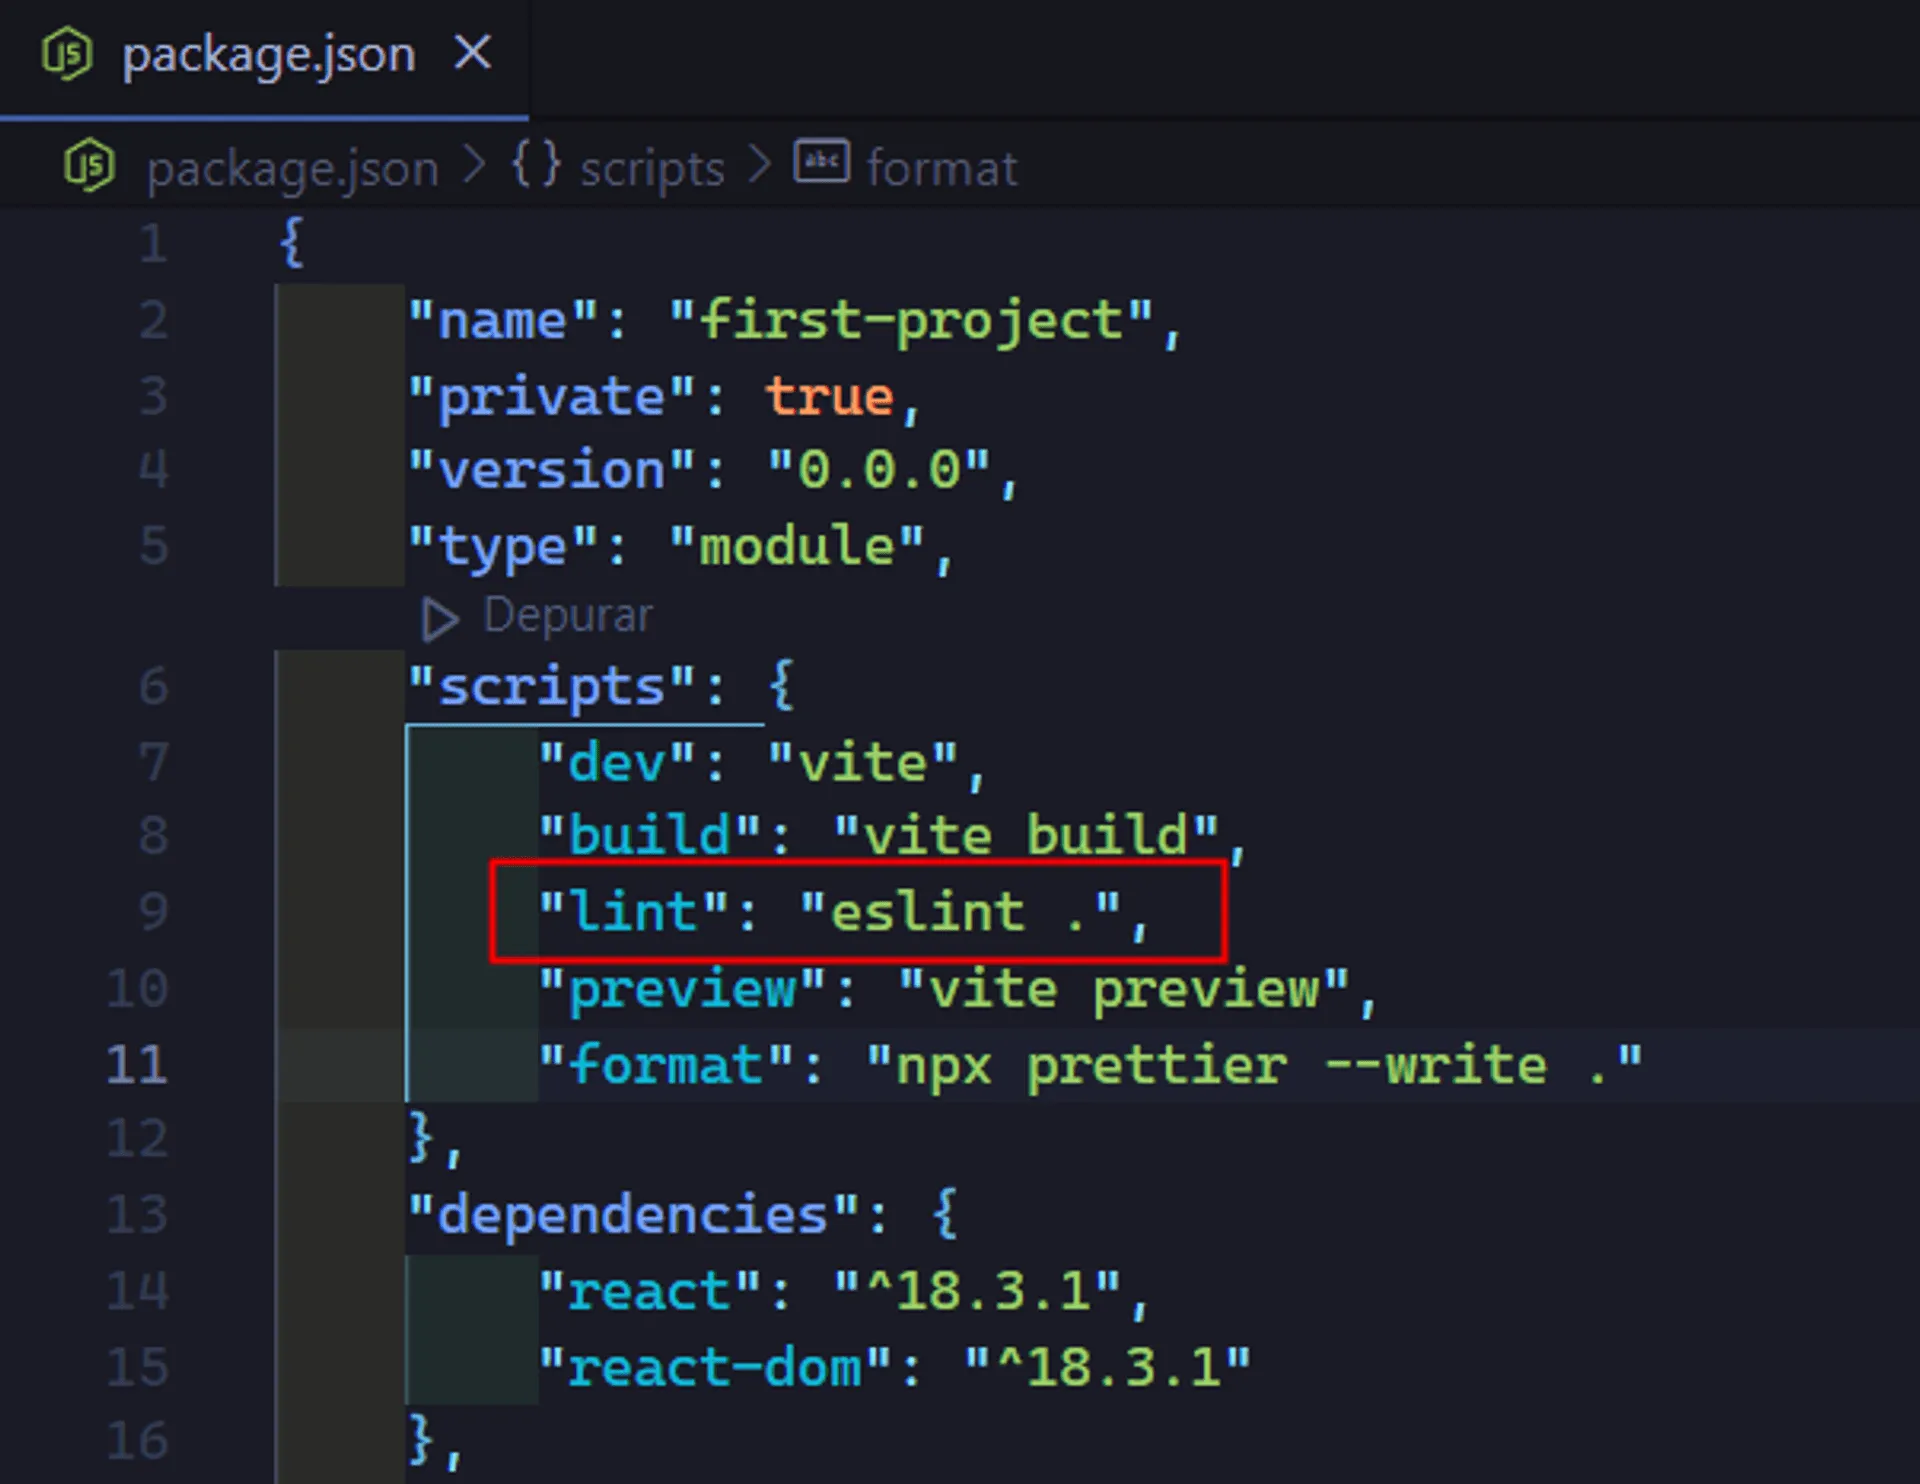 package.json
package.json > {} scripts > abc format
1 {
2 "name": "first-project",
3 "private": true,
4 "version": "0.0.0",
5 "type": "module",
Depurar
6 "scripts": {
7 "dev": "vite",
8 "build": "vite build",
9 "lint": "eslint .",
10 "preview": "vite preview",
11 "format": "npx prettier --write ."
12 },
13 "dependencies": {
14 "react": "^18.3.1",
15 "react-dom": "^18.3.1"
16 },